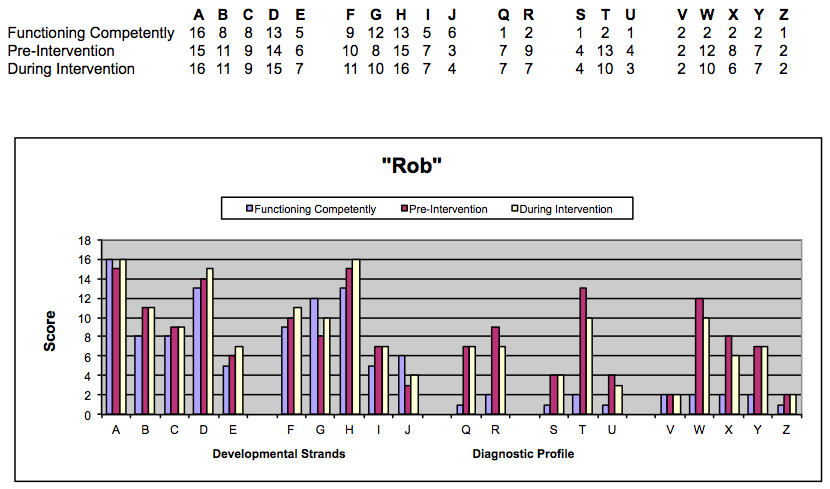 A B C D E F G H I J Q R S T U V W X Y Z
Functioning Competently 16 8 8 13 5 9 12 13 5 6 1 2 1 2 1 2 2 2 2 1
Pre-Intervention 15 11 9 14 6 10 8 15 7 3 7 9 4 13 4 2 12 8 7 2
During Intervention 16 11 9 15 7 11 10 16 7 4 7 7 4 10 3 2 10 6 7 2
"Rob"
Functioning Competently Pre-Intervention During Intervention
18
16
14
12
10
8
6
4
2
0
Score
A B C D E F G H I J Q R S T U V W X Y Z
Developmental Strands Diagnostic Profile